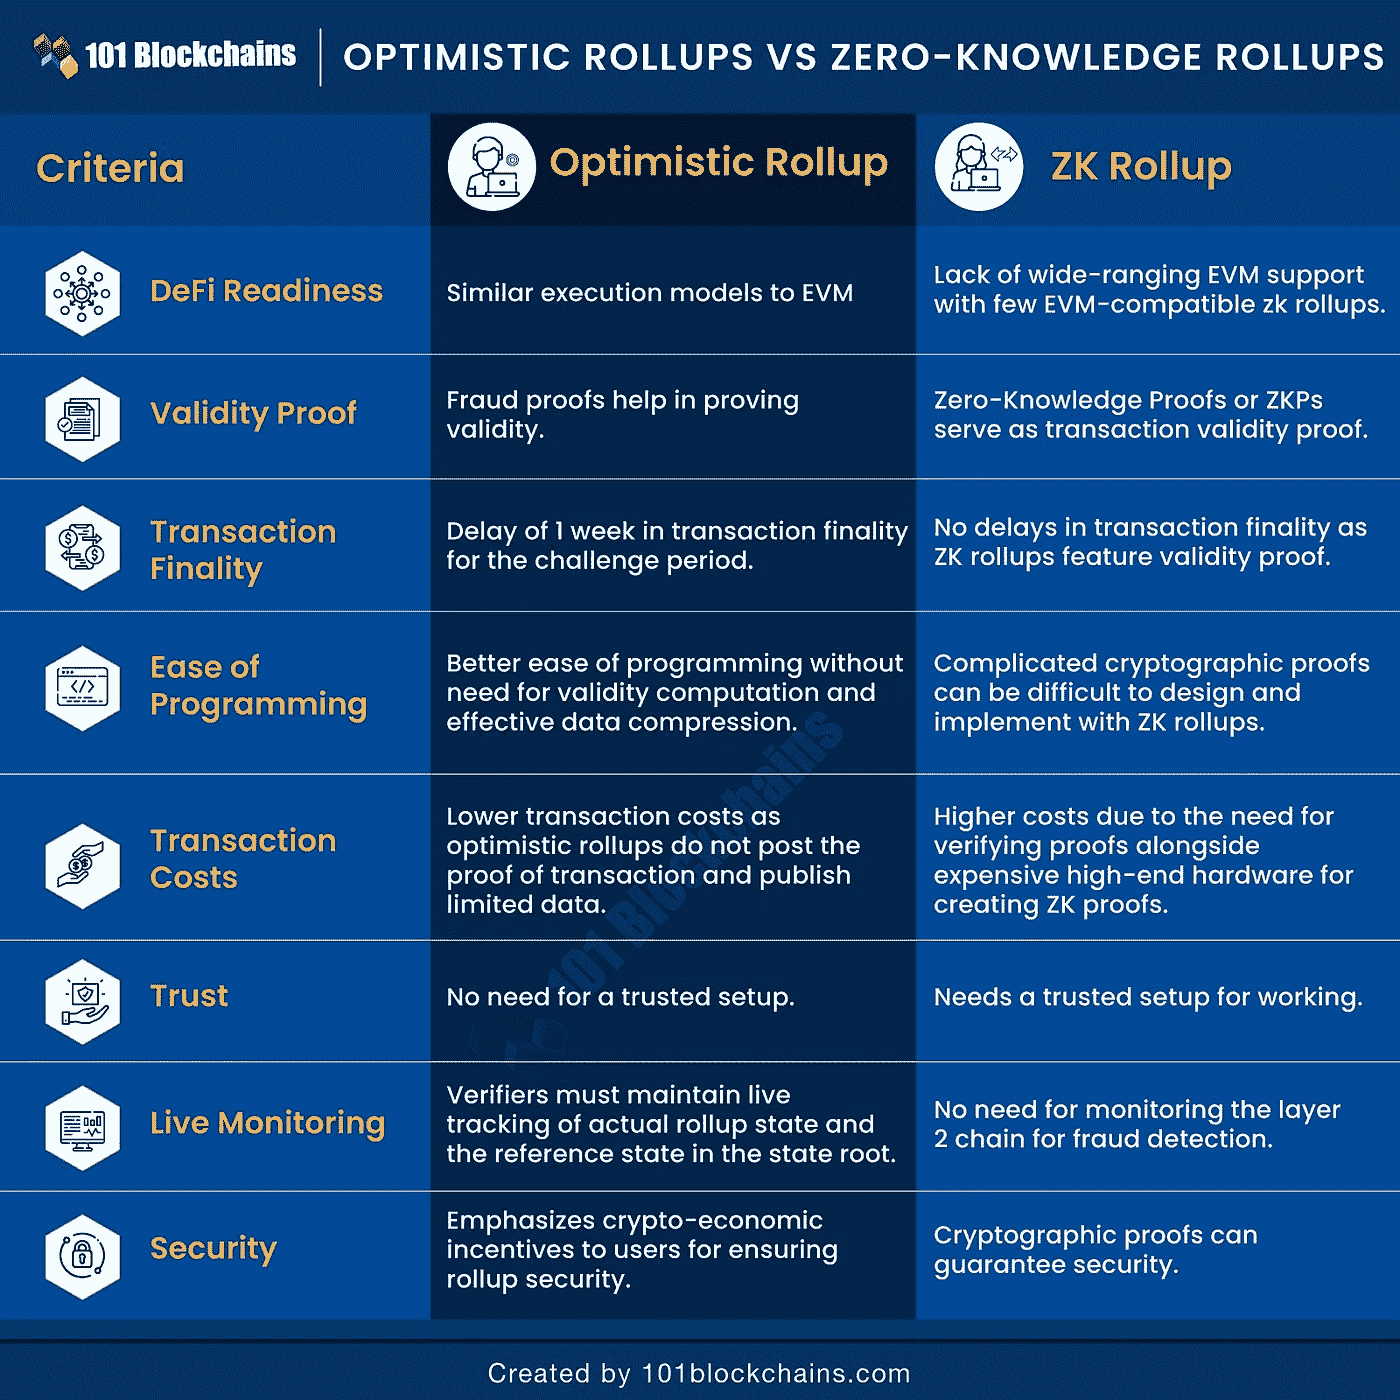 101 Blockchains
OPTIMISTIC ROLLUPS VS ZERO-KNOWLEDGE ROLLUPS
Criteria
Optimistic Rollup
ZK Rollup
DeFi Readiness
Similar execution models to EVM
Lack of wide-ranging EVM support
with few EVM-compatible zk rollups.
Validity Proof
Fraud proofs help in proving
validity.
Zero-Knowledge Proofs or ZKPs
serve as transaction validity proof.
Transaction
Finality
Delay of 1 week in transaction finality
for the challenge period.
No delays in transaction finality as
ZK rollups feature validity proof.
Ease of
Programming
Better ease of programming without
need for validity computation and
effective data compression.
Complicated cryptographic proofs
can be difficult to design and
implement with ZK rollups.
Transaction
Costs
Lower transaction costs as
optimistic rollups do not post the
proof of transaction and publish
limited data.
Higher costs due to the need for
verifying proofs alongside
expensive high-end hardware for
creating ZK proofs.
Trust
No need for a trusted setup.
Needs a trusted setup for working.
Live Monitoring
Verifiers must maintain live
tracking of actual rollup state and
the reference state in the state root.
No need for monitoring the layer
2 chain for fraud detection.
Security
Emphasizes crypto-economic
incentives to users for ensuring
rollup security.
Cryptographic proofs can
guarantee security.
101 Blockchains
Created by 101blockchains.com